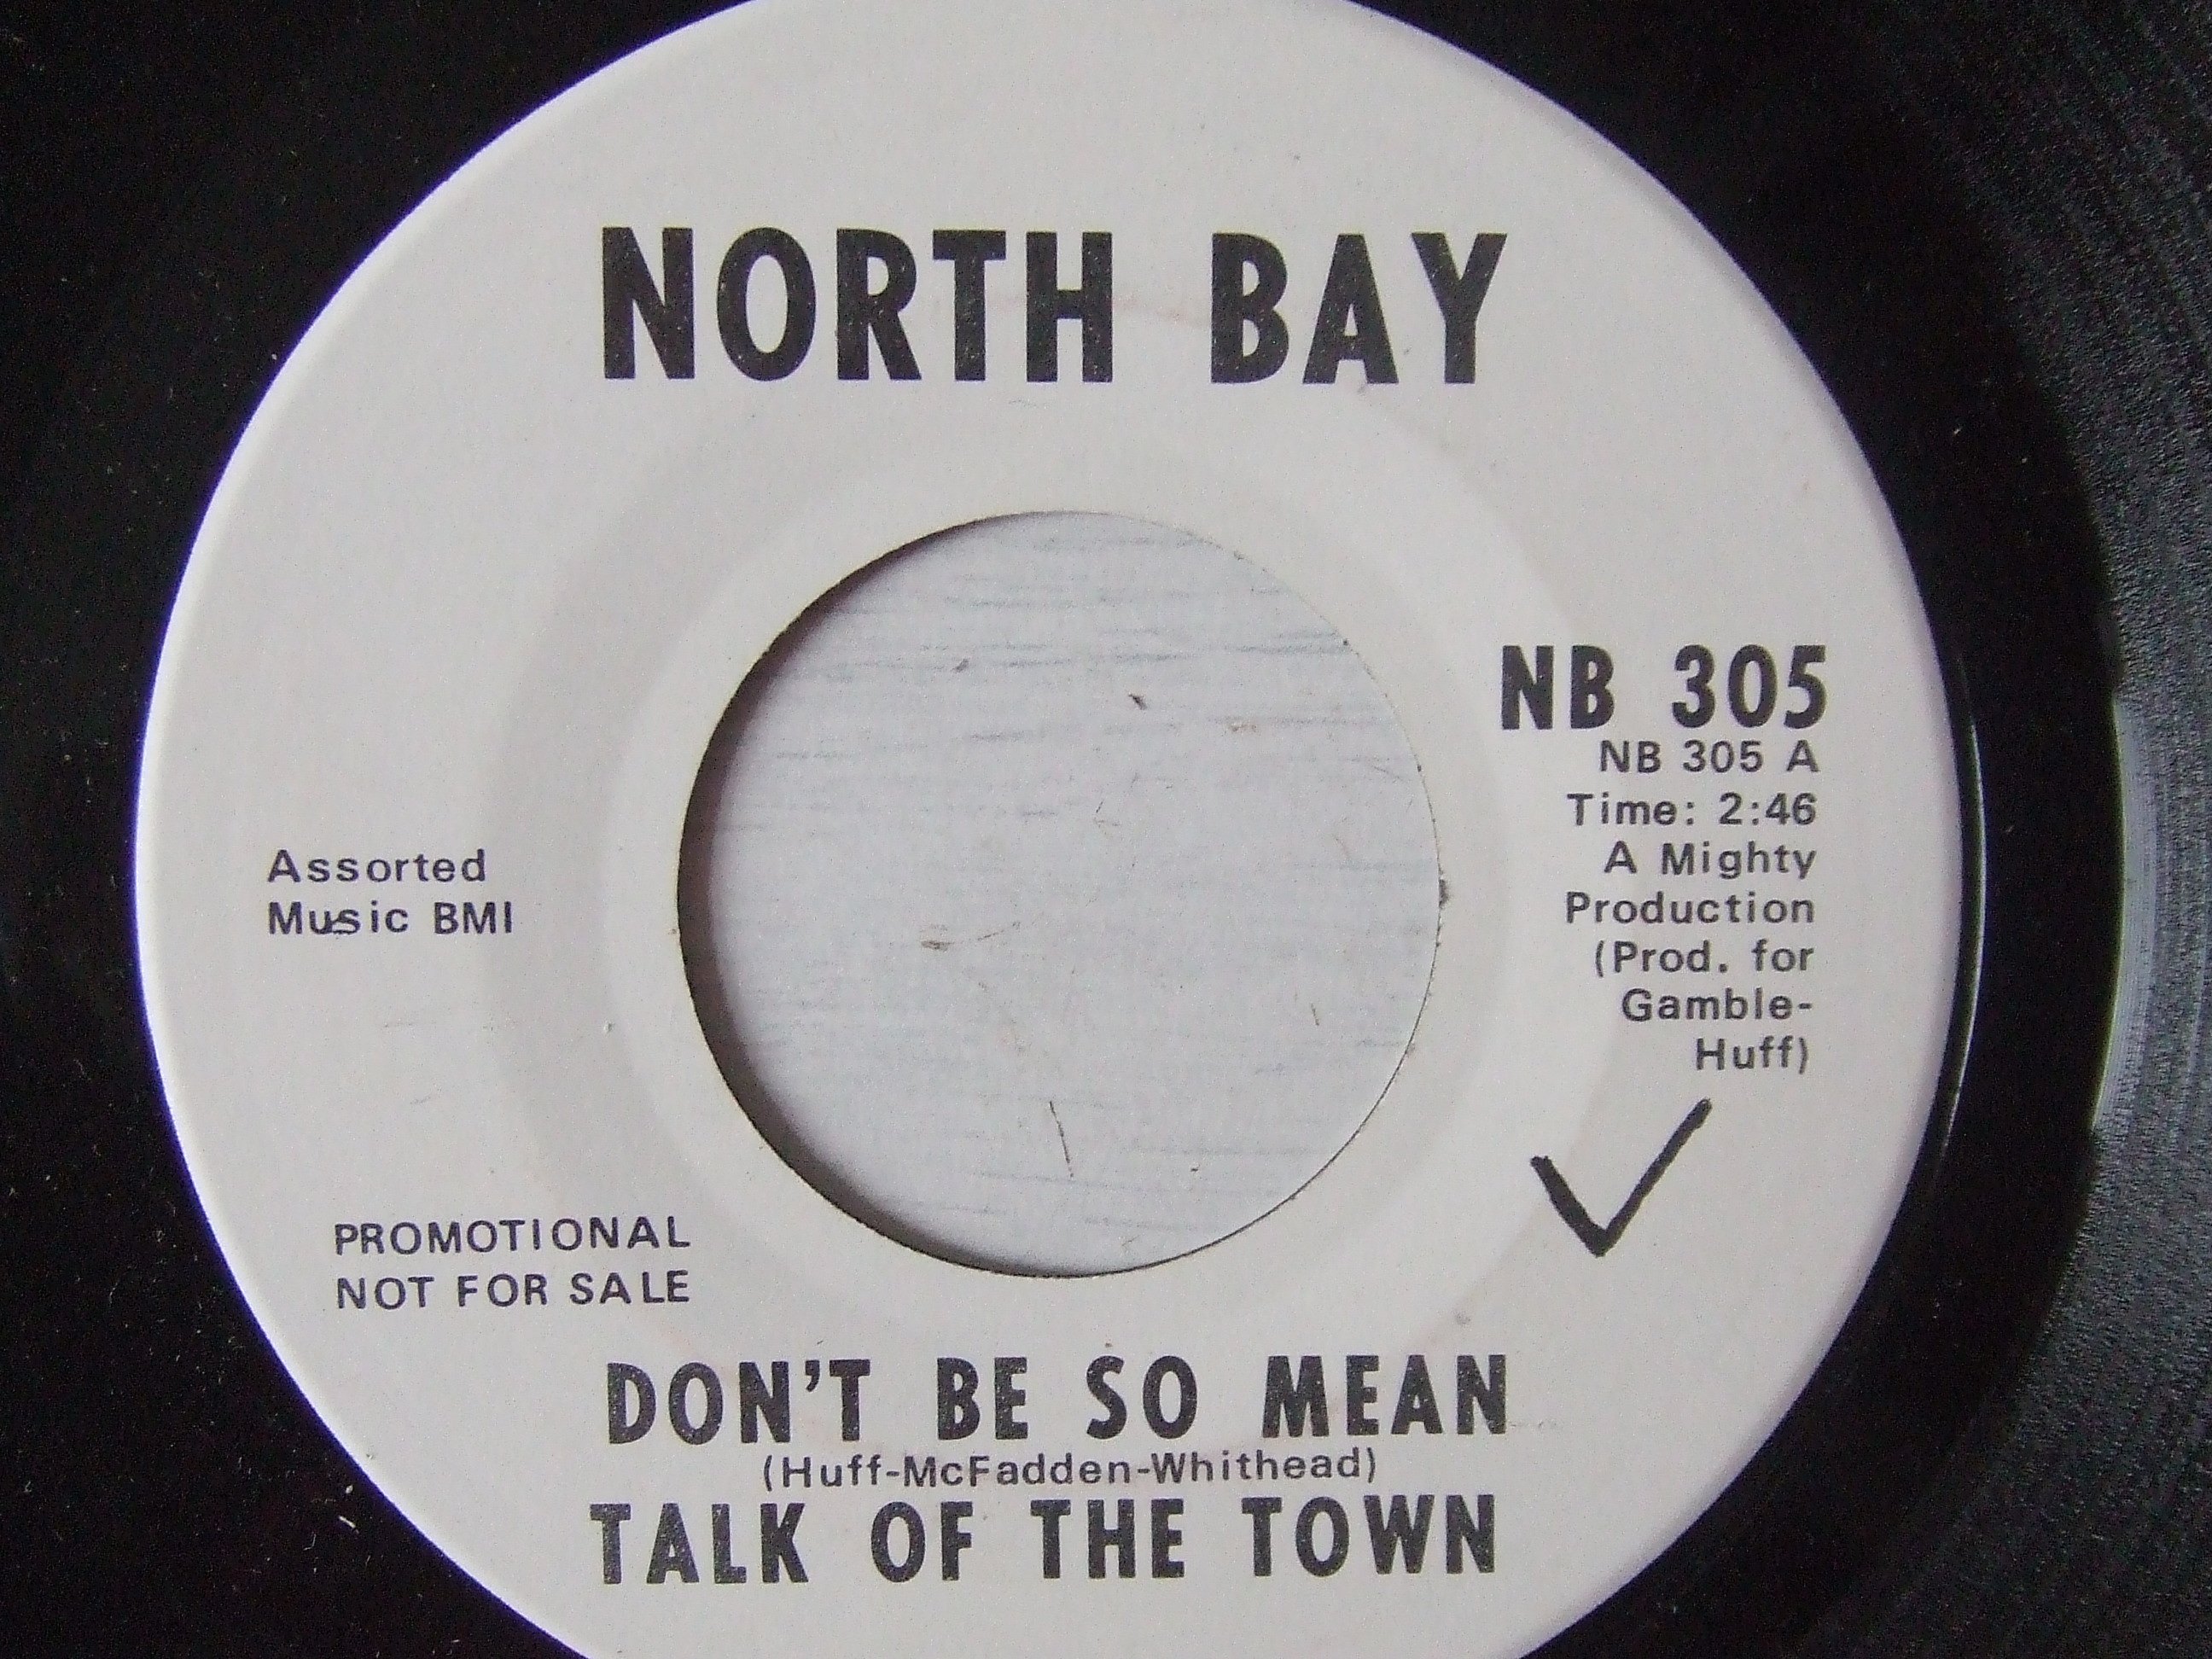 NORTH BAY
NB 305
NB 305 A
Time: 2:46
A Mighty
Production
(Prod. for
Gamble-
Huff)
Assorted
Music BMI
PROMOTIONAL
NOT FOR SALE
DON'T BE SO MEAN
(Huff-McFadden-Whithead)
TALK OF THE TOWN